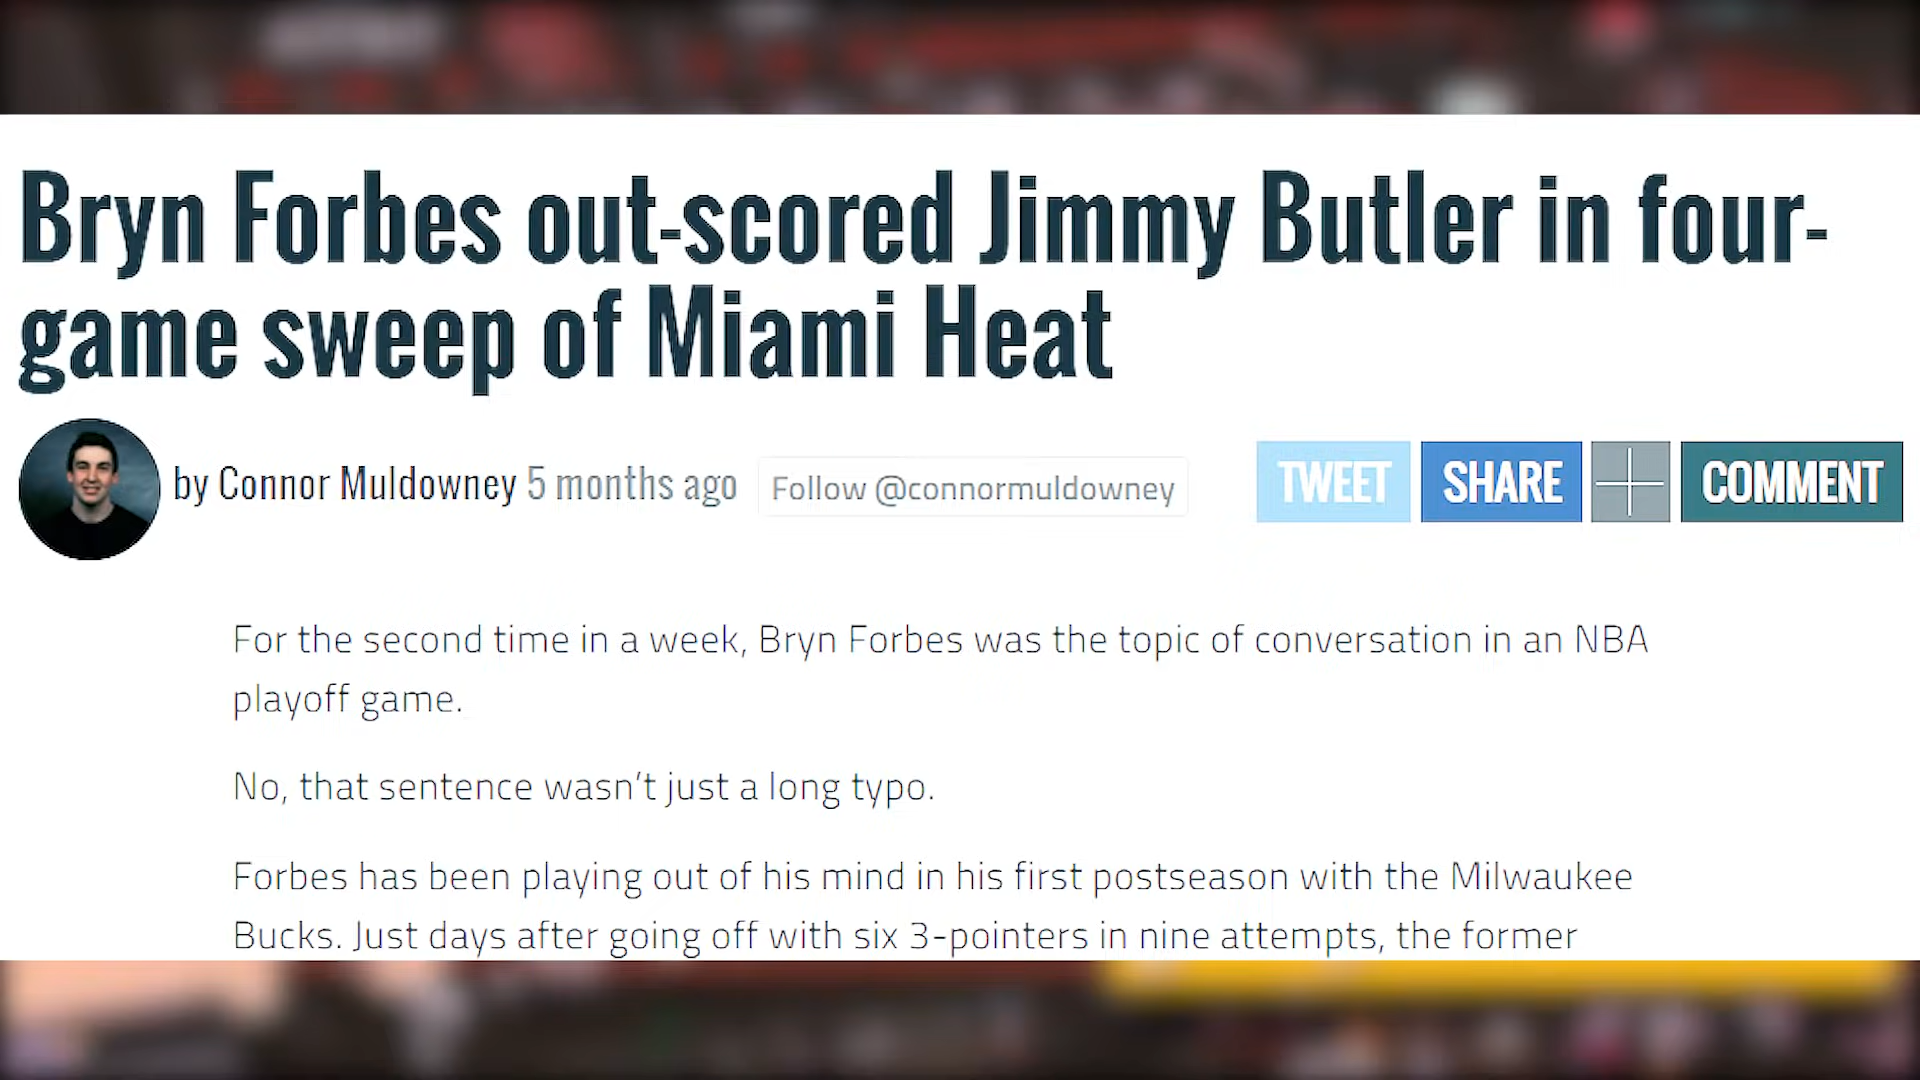 Bryn Forbes out-scored Jimmy Butler in four-
game sweep of Miami Heat
by Connor Muldowney 5 months ago Follow @connormuldowney TWEET SHARE COMMENT
For the second time in a week, Bryn Forbes was the topic of conversation in an NBA
playoff game.
No, that sentence wasn't just a long typo.
Forbes has been playing out of his mind in his first postseason with the Milwaukee
Bucks. Just days after going off with six 3-pointers in nine attempts, the former